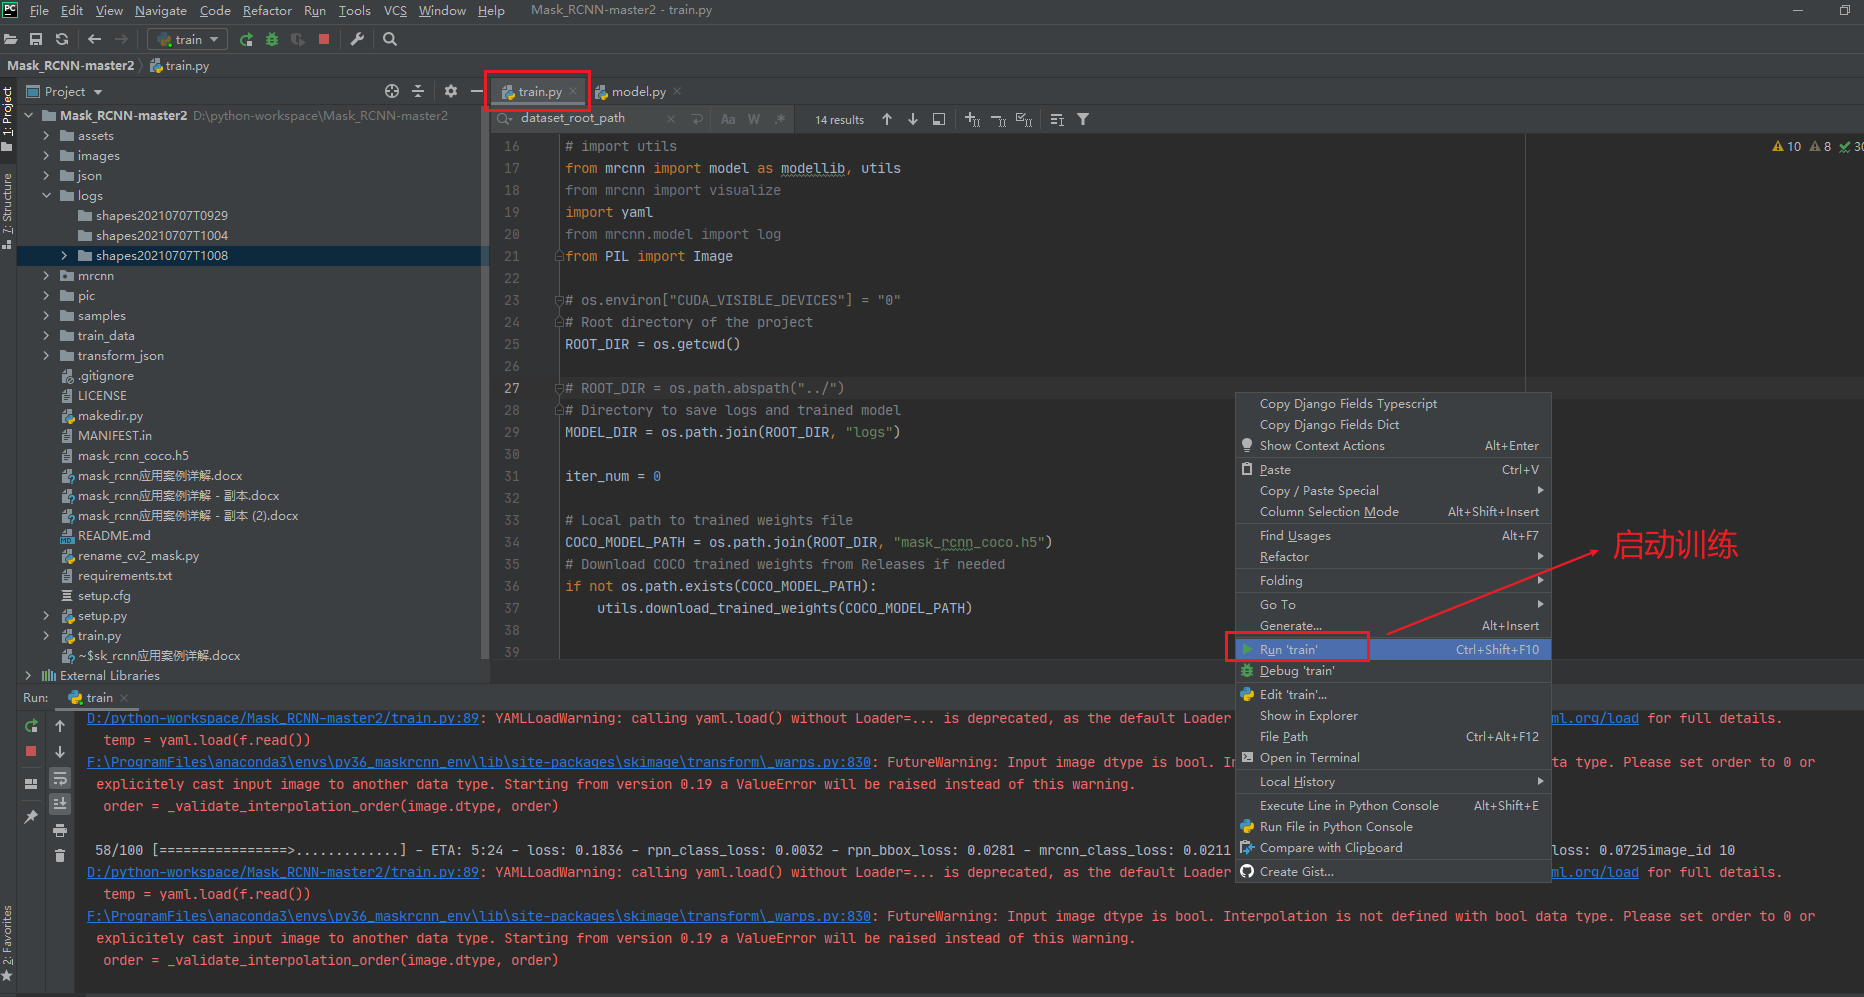 File Edit View Navigate Code Refactor Run Tools VCS Window Help Mask_RCNN-master2 - train.py
train
Mask_RCNN-master2 train.py
Project
train.py
model.py
1: Project
7: Structure
2: Favorites
Mask_RCNN-master2 D:\python-workspace\Mask_RCNN-master2
assets
images
json
logs
shapes20210707T0929
shapes20210707T1004
shapes20210707T1008
mrcnn
pic
samples
train_data
transform_json
.gitignore
LICENSE
makedir.py
MANIFEST.in
mask_rcnn_coco.h5
mask_rcnn应用案例详解.docx
mask_rcnn应用案例详解 - 副本.docx
mask_rcnn应用案例详解 - 副本 (2).docx
README.md
rename_cv2_mask.py
requirements.txt
setup.cfg
setup.py
train.py
~$sk_rcnn应用案例详解.docx
External Libraries
dataset_root_path
Aa W .*
14 results
10 8 30
16 # import utils
17 from mrcnn import model as modellib, utils
18 from mrcnn import visualize
19 import yaml
20 from mrcnn.model import log
21 from PIL import Image
22
23 # os.environ["CUDA_VISIBLE_DEVICES"] = "0"
24 # Root directory of the project
25 ROOT_DIR = os.getcwd()
26
27 # ROOT_DIR = os.path.abspath("../")
28 # Directory to save logs and trained model
29 MODEL_DIR = os.path.join(ROOT_DIR, "logs")
30
31 iter_num = 0
32
33 # Local path to trained weights file
34 COCO_MODEL_PATH = os.path.join(ROOT_DIR, "mask_rcnn_coco.h5")
35 # Download COCO trained weights from Releases if needed
36 if not os.path.exists(COCO_MODEL_PATH):
37 utils.download_trained_weights(COCO_MODEL_PATH)
38
39
Copy Django Fields Typescript
Copy Django Fields Dict
Show Context Actions Alt+Enter
Paste Ctrl+V
Copy / Paste Special
Column Selection Mode Alt+Shift+Insert
Find Usages Alt+F7
Refactor
Folding
Go To
Generate... Alt+Insert
Run 'train' Ctrl+Shift+F10
Debug 'train'
Edit 'train'...
Show in Explorer
File Path Ctrl+Alt+F12
Open in Terminal
Local History
Execute Line in Python Console Alt+Shift+E
Run File in Python Console
Compare with Clipboard
Create Gist...
启动训练
Run: train
D:/python-workspace/Mask_RCNN-master2/train.py:89: YAMLLoadWarning: calling yaml.load() without Loader=... is deprecated, as the default Loader ml.org/load for full details.
temp = yaml.load(f.read())
F:\ProgramFiles\anaconda3\envs\py36_maskrcnn_env\lib\site-packages\skimage\transform\_warps.py:830: FutureWarning: Input image dtype is bool. In ta type. Please set order to 0 or
explicitely cast input image to another data type. Starting from version 0.19 a ValueError will be raised instead of this warning.
order = _validate_interpolation_order(image.dtype, order)
58/100 [================>.............] - ETA: 5:24 - loss: 0.1836 - rpn_class_loss: 0.0032 - rpn_bbox_loss: 0.0281 - mrcnn_class_loss: 0.0211 loss: 0.0725image_id 10
D:/python-workspace/Mask_RCNN-master2/train.py:89: YAMLLoadWarning: calling yaml.load() without Loader=... is deprecated, as the default Loader ml.org/load for full details.
temp = yaml.load(f.read())
F:\ProgramFiles\anaconda3\envs\py36_maskrcnn_env\lib\site-packages\skimage\transform\_warps.py:830: FutureWarning: Input image dtype is bool. Interpolation is not defined with bool data type. Please set order to 0 or
explicitely cast input image to another data type. Starting from version 0.19 a ValueError will be raised instead of this warning.
order = _validate_interpolation_order(image.dtype, order)